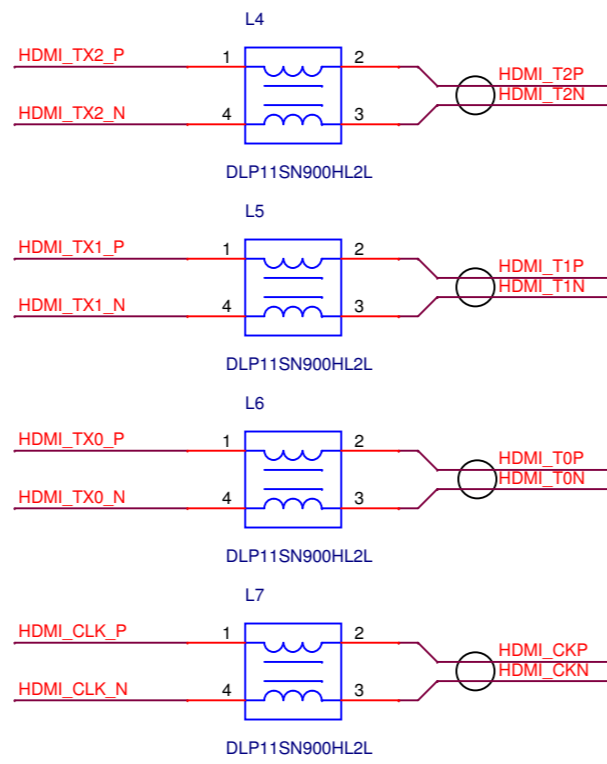 L4
HDMI_TX2_P 1 2
HDMI_T2P
HDMI_T2N
HDMI_TX2_N 4 3
DLP11SN900HL2L
L5
HDMI_TX1_P 1 2
HDMI_T1P
HDMI_T1N
HDMI_TX1_N 4 3
DLP11SN900HL2L
L6
HDMI_TX0_P 1 2
HDMI_T0P
HDMI_T0N
HDMI_TX0_N 4 3
DLP11SN900HL2L
L7
HDMI_CLK_P 1 2
HDMI_CKP
HDMI_CKN
HDMI_CLK_N 4 3
DLP11SN900HL2L